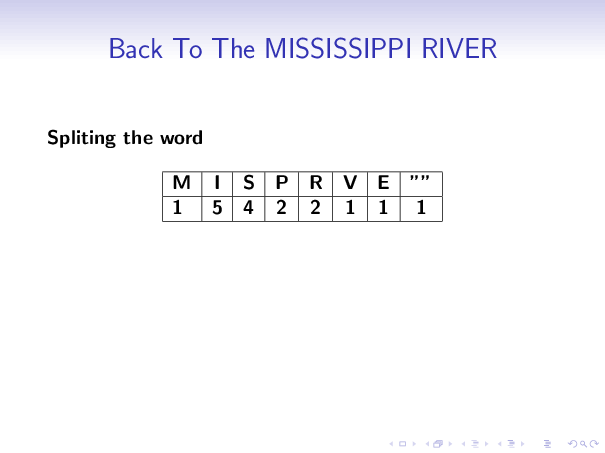 Back To The MISSISSIPPI RIVER
Spliting the word
M I S P R V E ""
1 5 4 2 2 1 1 1